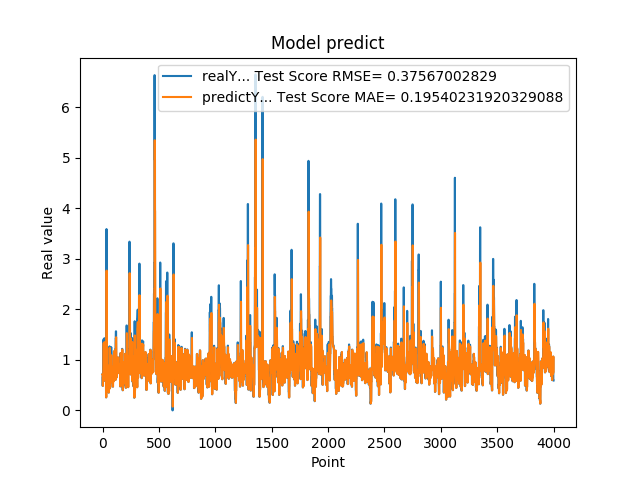 Model predict
realY... Test Score RMSE= 0.37567002829
predictY... Test Score MAE= 0.19540231920329088
Real value
6
5
4
3
2
1
0
0 500 1000 1500 2000 2500 3000 3500 4000
Point